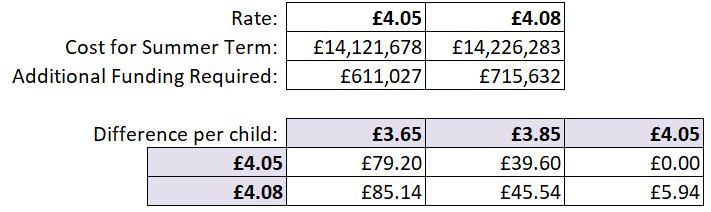 Rate: £4.05 £4.08
Cost for Summer Term: £14,121,678 £14,226,283
Additional Funding Required: £611,027 £715,632
Difference per child: £3.65 £3.85 £4.05
£4.05 £79.20 £39.60 £0.00
£4.08 £85.14 £45.54 £5.94